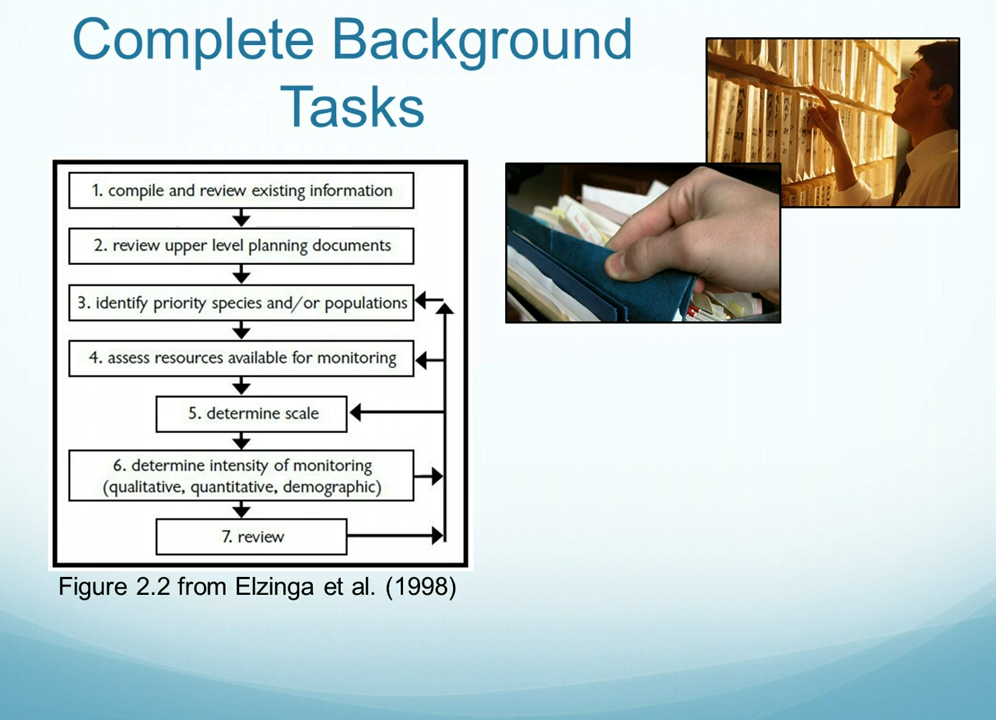 Complete Background
Tasks
1. compile and review existing information
2. review upper level planning documents
3. identify priority species and/or populations
4. assess resources available for monitoring
5. determine scale
6. determine intensity of monitoring
(qualitative, quantitative, demographic)
7. review
Figure 2.2 from Elzinga et al. (1998)